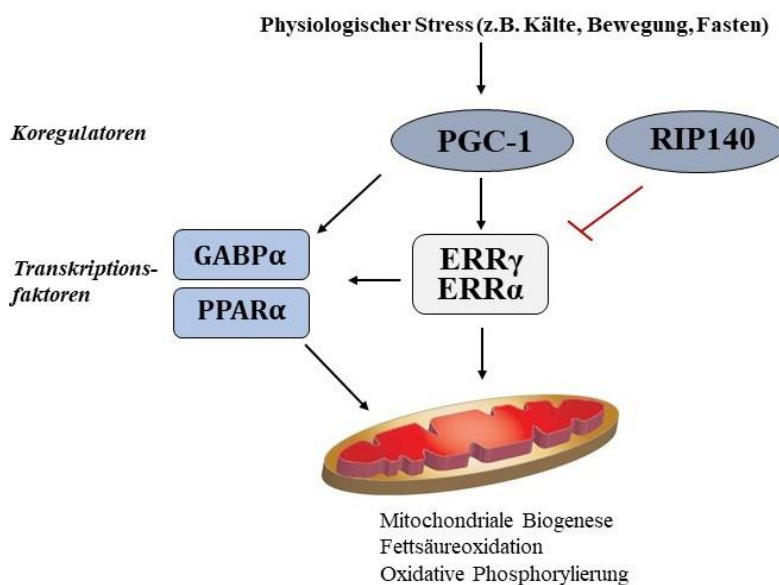 Physiologischer Stress (z.B. Kälte, Bewegung, Fasten)
Koregulatoren
PGC-1
RIP140
Transkriptions-
faktoren
GABPα
PPARα
ERRγ
ERRα
Mitochondriale Biogenese
Fettsäureoxidation
Oxidative Phosphorylierung